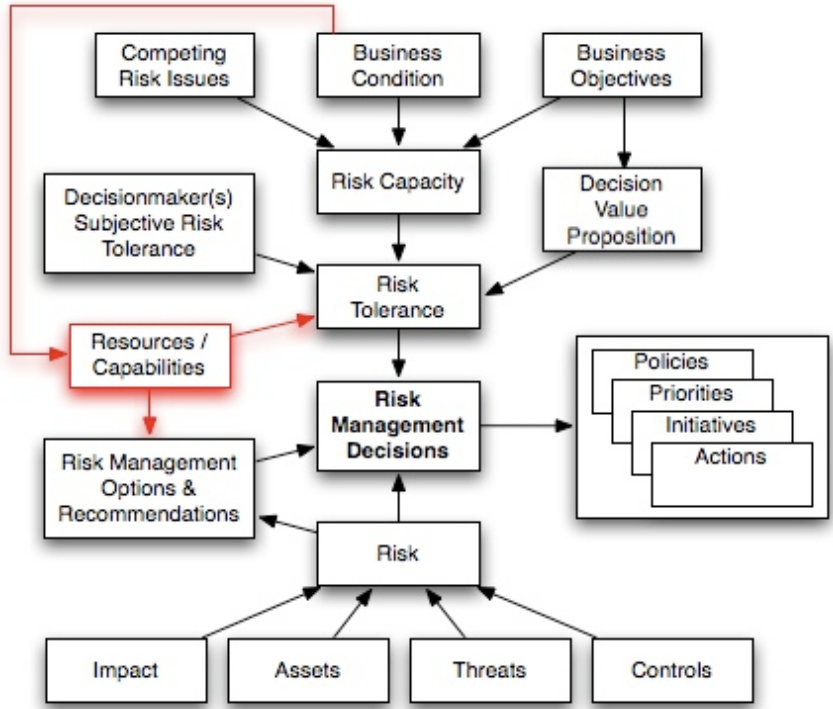 Competing
Risk Issues
Business
Condition
Business
Objectives
Risk Capacity
Decisionmaker(s)
Subjective Risk
Tolerance
Decision
Value
Proposition
Risk
Tolerance
Resources /
Capabilities
Risk
Management
Decisions
Policies
Priorities
Initiatives
Actions
Risk Management
Options &
Recommendations
Risk
Impact
Assets
Threats
Controls